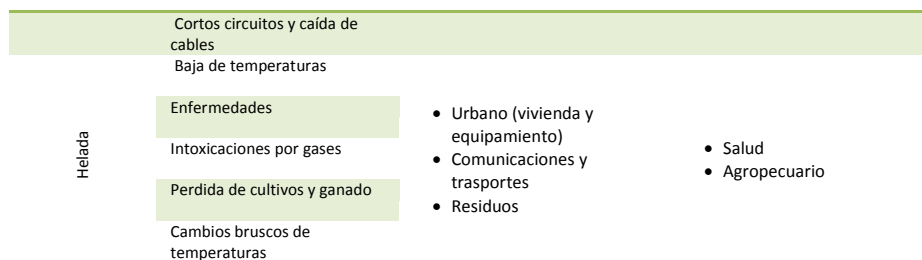 Cortos circuitos y caída de
cables
Baja de temperaturas
Helada
Enfermedades
Intoxicaciones por gases
Perdida de cultivos y ganado
Cambios bruscos de
temperaturas
• Urbano (vivienda y
equipamiento)
• Comunicaciones y
trasportes
• Residuos
• Salud
• Agropecuario